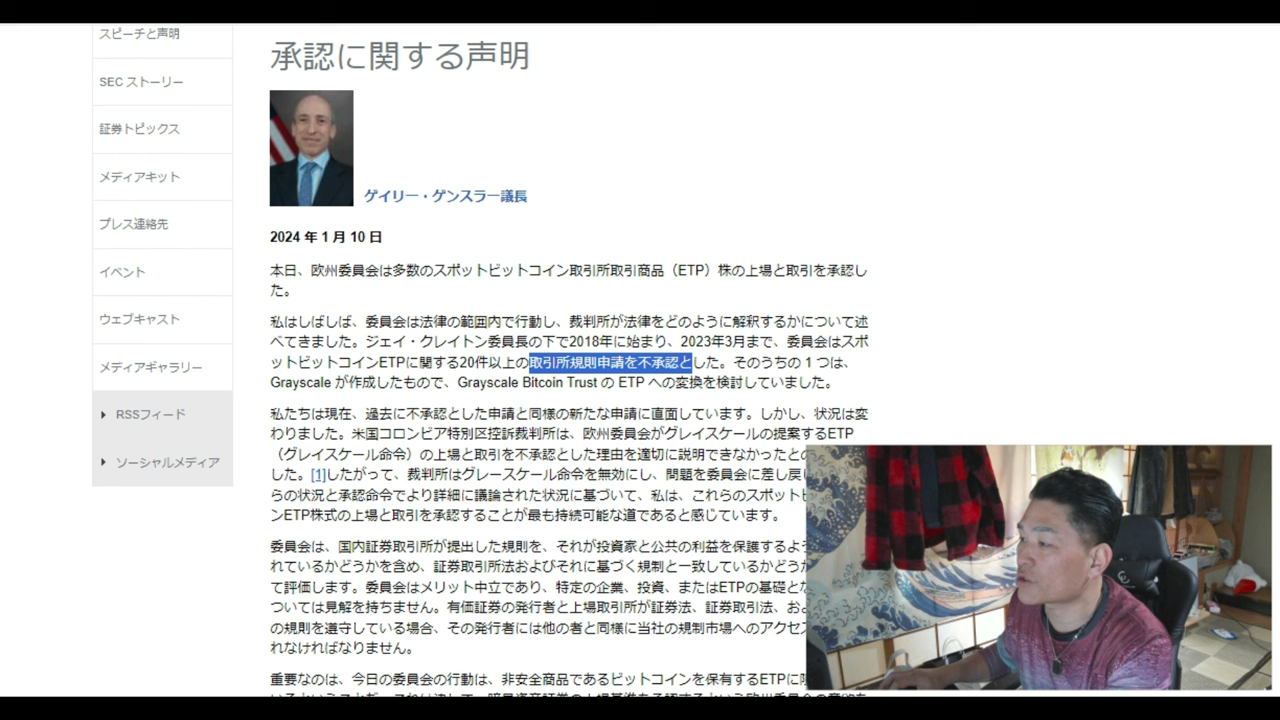 スピーチと声明
SEC ストーリー
証券トピックス
メディアキット
プレス連絡先
イベント
ウェブキャスト
メディアギャラリー
RSSフィード
ソーシャルメディア
承認に関する声明
ゲイリー・ゲンスラー議長
2024 年 1 月 10 日
本日、欧州委員会は多数のスポットビットコイン取引所取引商品（ETP）株の上場と取引を承認し
た。
私はしばしば、委員会は法律の範囲内で行動し、裁判所が法律をどのように解釈するかについて述
べてきました。ジェイ・クレイトン委員長の下で2018年に始まり、2023年3月まで、委員会はスポ
ットビットコインETPに関する20件以上の取引所規則申請を不承認とした。そのうちの 1 つは、
Grayscale が作成したもので、Grayscale Bitcoin Trust の ETP への変換を検討していました。
私たちは現在、過去に不承認とした申請と同様の新たな申請に直面しています。しかし、状況は変
わりました。米国コロンビア特別区控訴裁判所は、欧州委員会がグレイスケールの提案するETP
（グレイスケール命令）の上場と取引を不承認とした理由を適切に説明できなかったと
した。[1]したがって、裁判所はグレースケール命令を無効にし、問題を委員会に差し戻
らの状況と承認命令でより詳細に議論された状況に基づいて、私は、これらのスポット
ンETP株式の上場と取引を承認することが最も持続可能な道であると感じています。
委員会は、国内証券取引所が提出した規則を、それが投資家と公共の利益を保護するよ
れているかどうかを含め、証券取引所法およびそれに基づく規制と一致しているかどう
て評価します。委員会はメリット中立であり、特定の企業、投資、またはETPの基礎と
ついては見解を持ちません。有価証券の発行者と上場取引所が証券法、証券取引法、お
の規則を遵守している場合、その発行者には他の者と同様に当社の規制市場へのアクセ
れなければなりません。
重要なのは、今日の委員会の行動は、非安全商品であるビットコインを保有するETPに